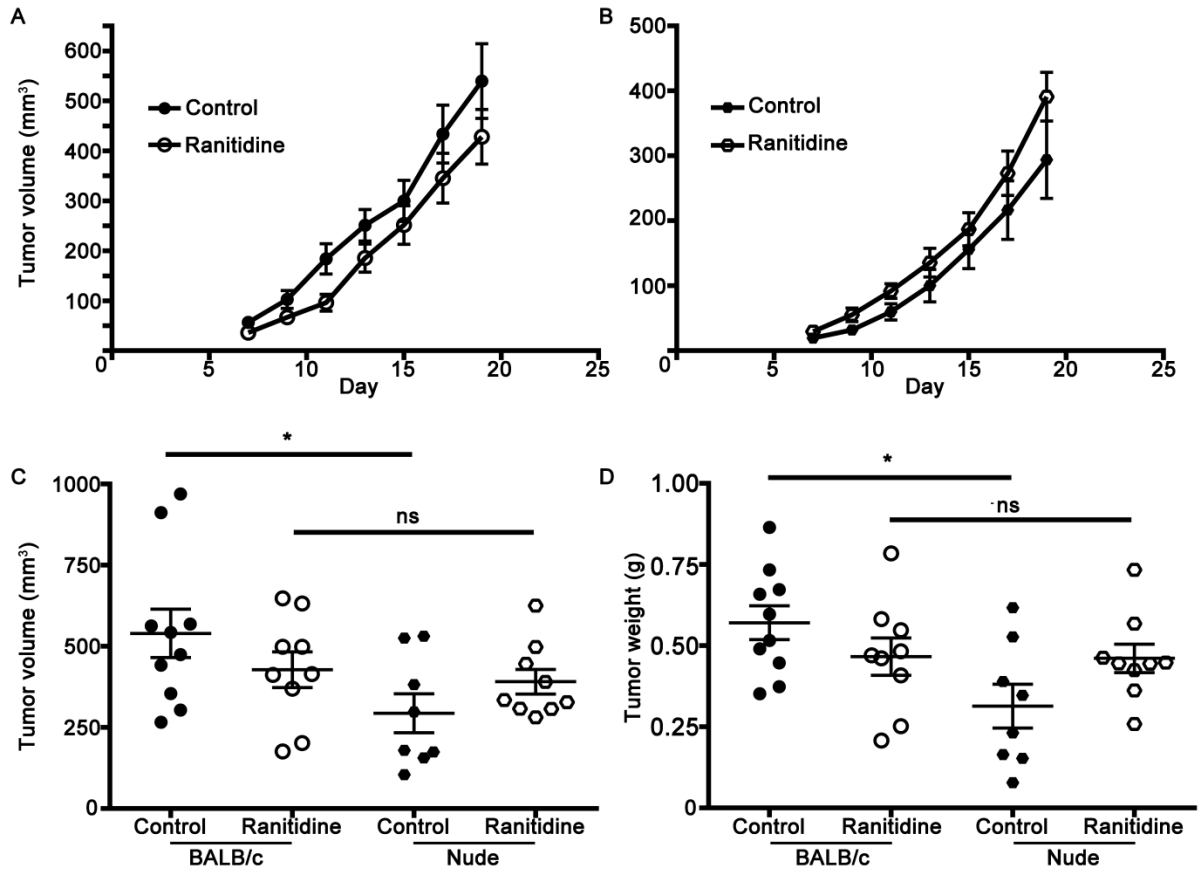 A
600
500
400
300
200
100
0
Tumor volume (mm³)
Control
Ranitidine
5 10 15 20 25
Day
B
500
400
300
200
100
0
Control
Ranitidine
5 10 15 20 25
Day
C
*
ns
1000
750
500
250
0
Tumor volume (mm³)
Control Ranitidine Control Ranitidine
BALB/c Nude
D
*
ns
1.00
0.75
0.50
0.25
0
Tumor weight (g)
Control Ranitidine Control Ranitidine
BALB/c Nude